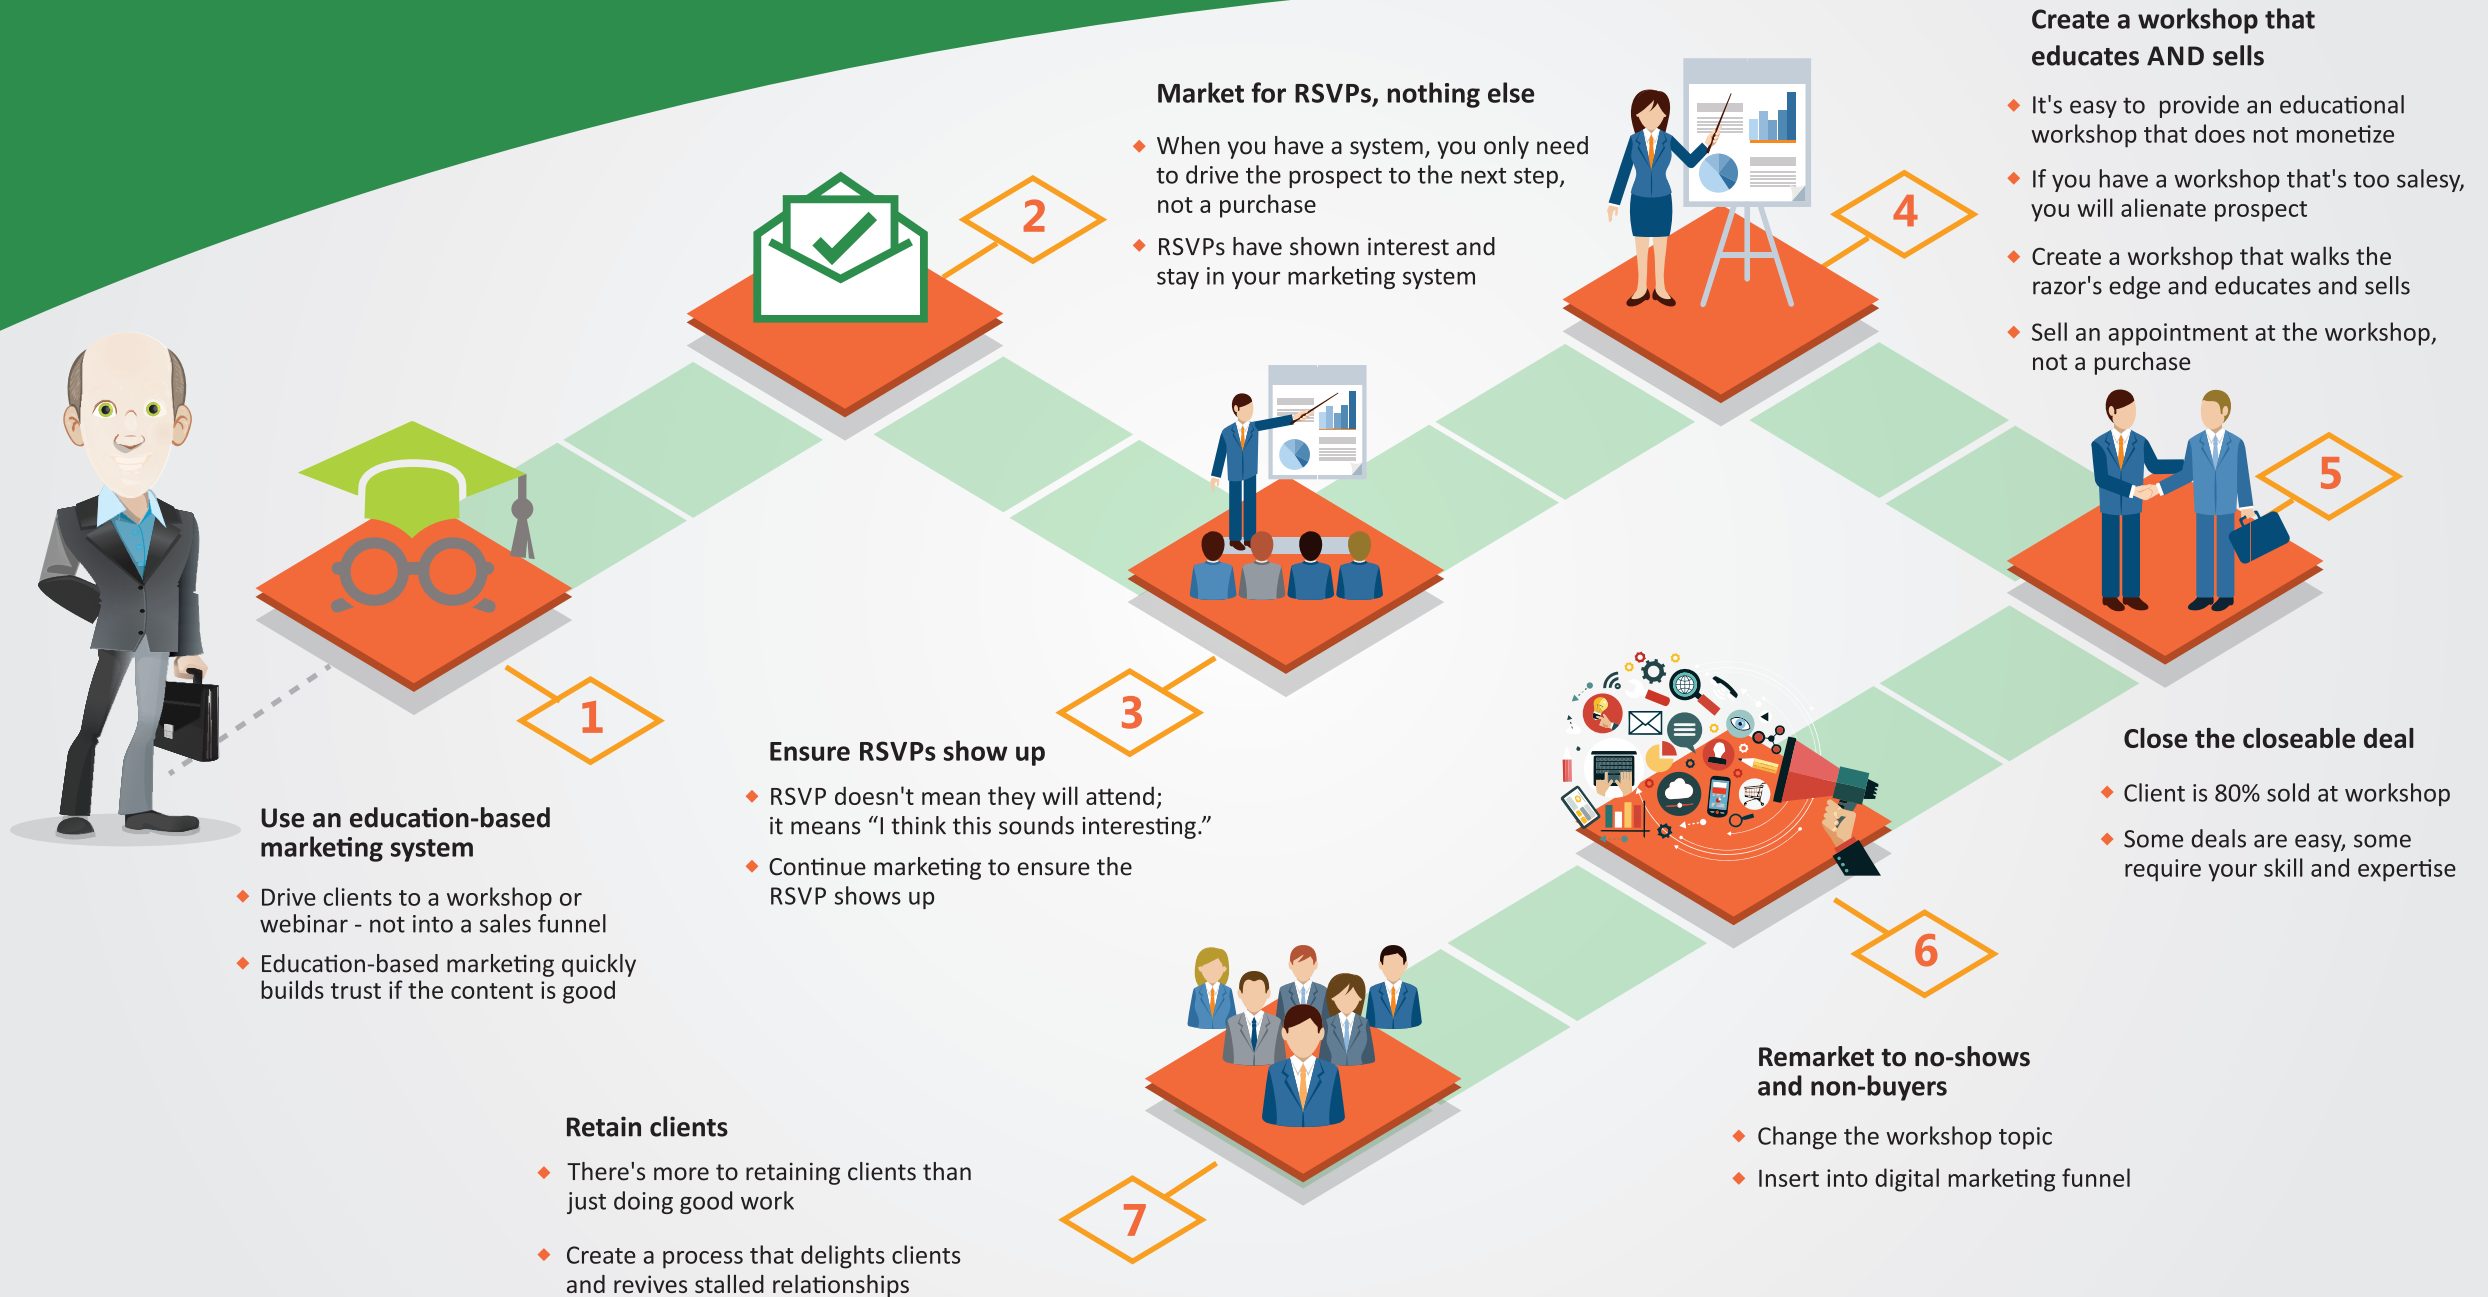 1
Use an education-based
marketing system
Drive clients to a workshop or
webinar - not into a sales funnel
Education-based marketing quickly
builds trust if the content is good
2
Market for RSVPs, nothing else
When you have a system, you only need
to drive the prospect to the next step,
not a purchase
RSVPs have shown interest and
stay in your marketing system
3
Ensure RSVPs show up
RSVP doesn't mean they will attend;
it means “I think this sounds interesting.”
Continue marketing to ensure the
RSVP shows up
4
Create a workshop that
educates AND sells
It's easy to provide an educational
workshop that does not monetize
If you have a workshop that's too salesy,
you will alienate prospect
Create a workshop that walks the
razor's edge and educates and sells
Sell an appointment at the workshop,
not a purchase
5
Close the closeable deal
Client is 80% sold at workshop
Some deals are easy, some
require your skill and expertise
6
Remarket to no-shows
and non-buyers
Change the workshop topic
Insert into digital marketing funnel
7
Retain clients
There's more to retaining clients than
just doing good work
Create a process that delights clients
and revives stalled relationships